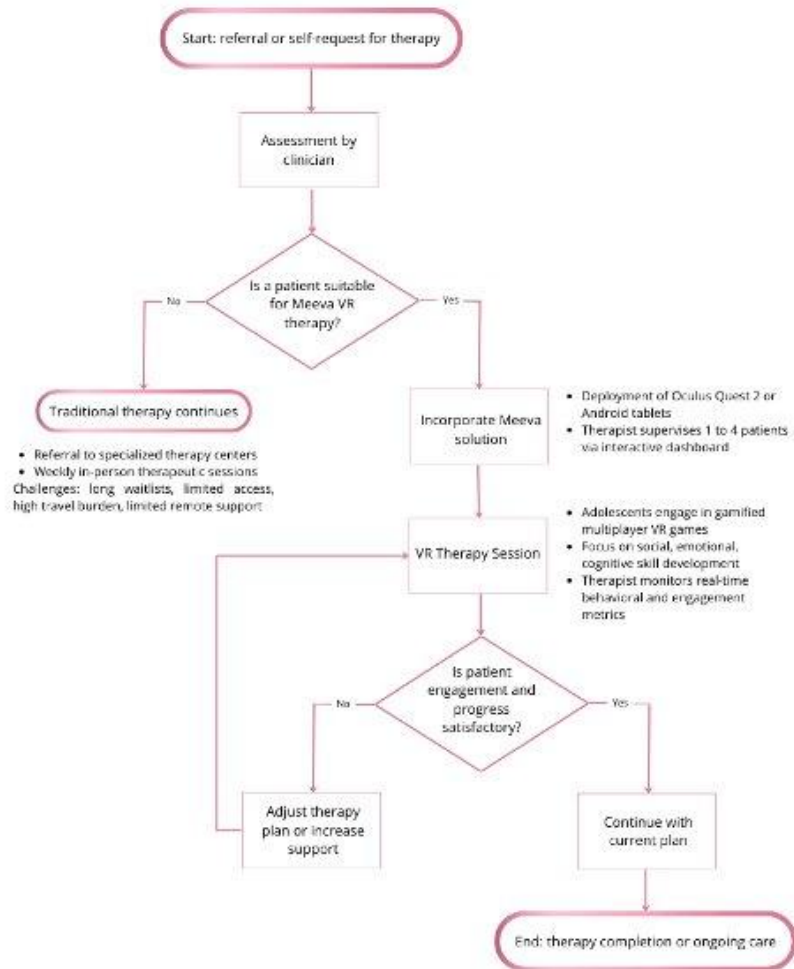 Start: referral or self-request for therapy
Assessment by
clinician
Is a patient suitable
for Meeva VR
therapy?
No
Yes
Traditional therapy continues
• Referral to specialized therapy centers
• Weekly in-person therapeutic sessions
Challenges: long waitlists, limited access,
high travel burden, limited remote support
Incorporate Meeva
solution
• Deployment of Oculus Quest 2 or
Android tablets
• Therapist supervises 1 to 4 patients
via interactive dashboard
VR Therapy Session
• Adolescents engage in gamified
multiplayer VR games
• Focus on social, emotional,
cognitive skill development
• Therapist monitors real-time
behavioral and engagement
metrics
Is patient
engagement and
progress
satisfactory?
No
Yes
Adjust therapy
plan or increase
support
Continue with
current plan
End: therapy completion or ongoing care